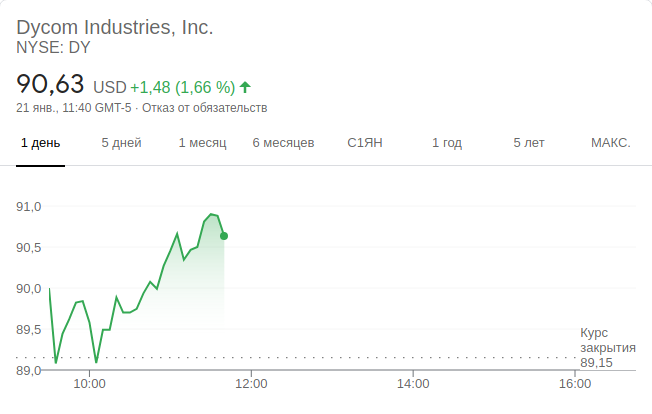 Dycom Industries, Inc.
NYSE: DY
90,63 USD +1,48 (1,66 %)
21 янв., 11:40 GMT-5 · Отказ от обязательств
1 день 5 дней 1 месяц 6 месяцев С1ЯН 1 год 5 лет МАКС.
91,0
90,5
90,0
89,5
Курс
закрытия
89,15
89,0
10:00 12:00 14:00 16:00